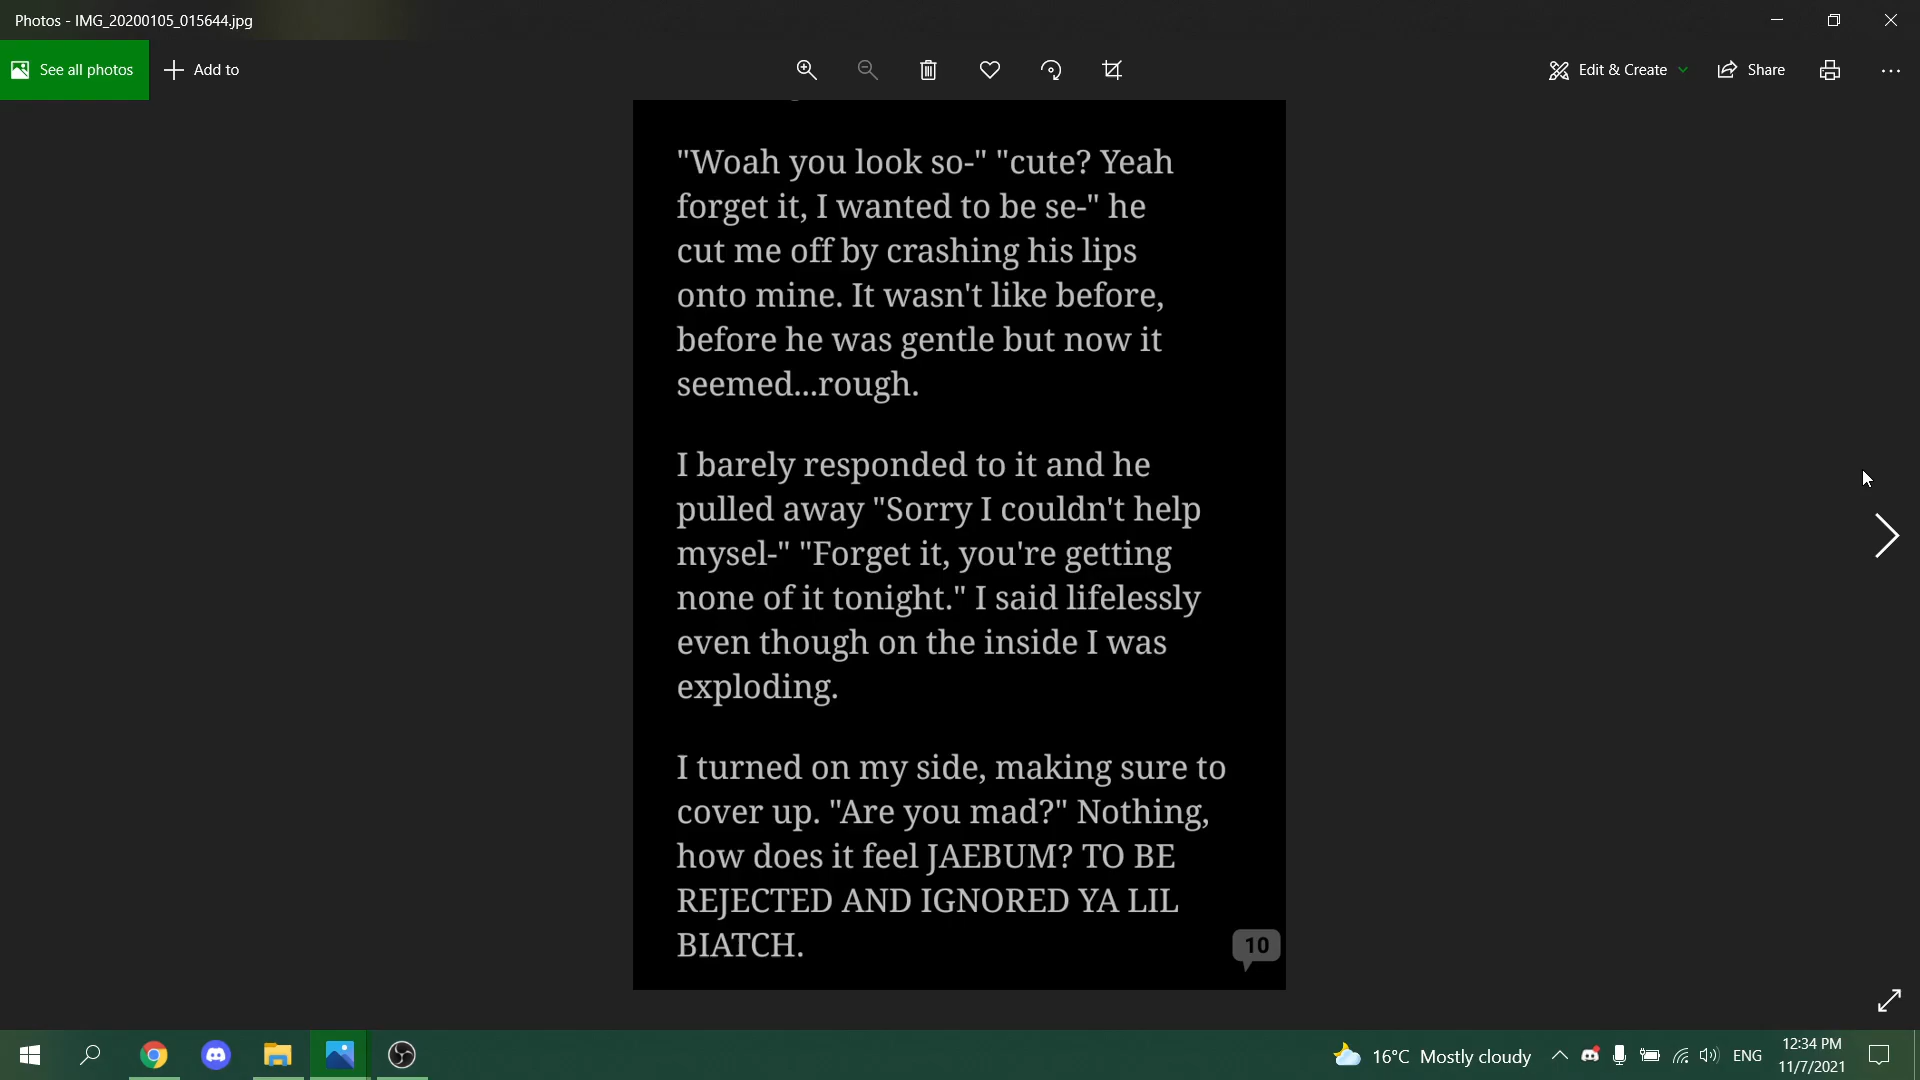 Photos - IMG_20200105_015644.jpg
See all photos
Add to
Edit & Create
Share
"Woah you look so-" "cute? Yeah
forget it, I wanted to be se-" he
cut me off by crashing his lips
onto mine. It wasn't like before,
before he was gentle but now it
seemed...rough.
I barely responded to it and he
pulled away "Sorry I couldn't help
mysel-" "Forget it, you're getting
none of it tonight." I said lifelessly
even though on the inside I was
exploding.
I turned on my side, making sure to
cover up. "Are you mad?" Nothing,
how does it feel JAEBUM? TO BE
REJECTED AND IGNORED YA LIL
BIATCH.
10
16°C Mostly cloudy
ENG
12:34 PM
11/7/2021